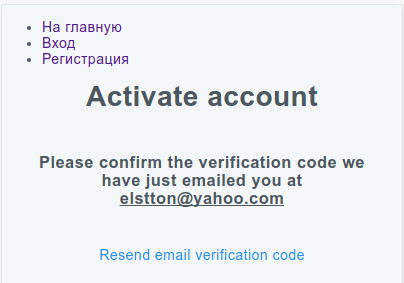 На главную
Вход
Регистрация
Activate account
Please confirm the verification code we
have just emailed you at
elstton@yahoo.com
Resend email verification code